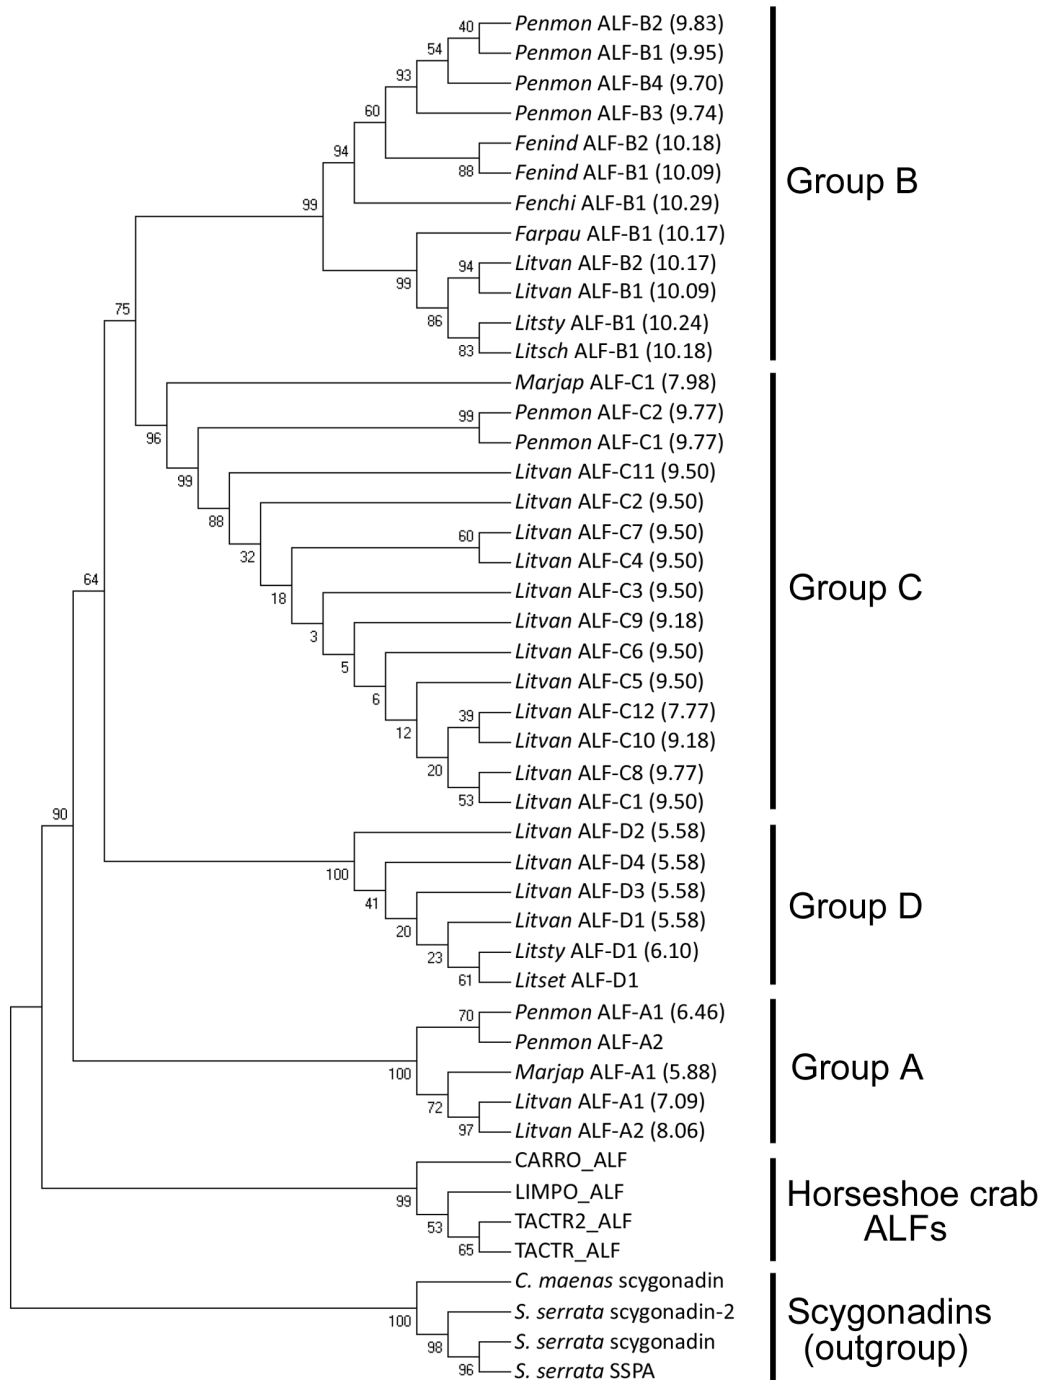 40
Penmon ALF-B2 (9.83)
54
Penmon ALF-B1 (9.95)
93
Penmon ALF-B4 (9.70)
60
Penmon ALF-B3 (9.74)
94
Fenind ALF-B2 (10.18)
88
Fenind ALF-B1 (10.09)
99
Fenchi ALF-B1 (10.29)
Group B
Farpau ALF-B1 (10.17)
99
94
Litvan ALF-B2 (10.17)
Litvan ALF-B1 (10.09)
75
86
Litsty ALF-B1 (10.24)
83
Litsch ALF-B1 (10.18)
Marjap ALF-C1 (7.98)
96
99
Penmon ALF-C2 (9.77)
Penmon ALF-C1 (9.77)
99
Litvan ALF-C11 (9.50)
88
Litvan ALF-C2 (9.50)
32
60
Litvan ALF-C7 (9.50)
Litvan ALF-C4 (9.50)
64
18
Litvan ALF-C3 (9.50)
Group C
3
Litvan ALF-C9 (9.18)
5
Litvan ALF-C6 (9.50)
6
Litvan ALF-C5 (9.50)
12
39
Litvan ALF-C12 (7.77)
Litvan ALF-C10 (9.18)
20
Litvan ALF-C8 (9.77)
53
Litvan ALF-C1 (9.50)
90
Litvan ALF-D2 (5.58)
100
Litvan ALF-D4 (5.58)
41
Litvan ALF-D3 (5.58)
Group D
20
Litvan ALF-D1 (5.58)
23
Litsty ALF-D1 (6.10)
61
Litset ALF-D1
70
Penmon ALF-A1 (6.46)
Penmon ALF-A2
100
Marjap ALF-A1 (5.88)
Group A
72
Litvan ALF-A1 (7.09)
97
Litvan ALF-A2 (8.06)
CARRO_ALF
99
LIMPO_ALF
Horseshoe crab
ALFs
53
TACTR2_ALF
65
TACTR_ALF
C. maenas scygonadin
100
S. serrata scygonadin-2
Scygonadins
(outgroup)
98
S. serrata scygonadin
96
S. serrata SSPA